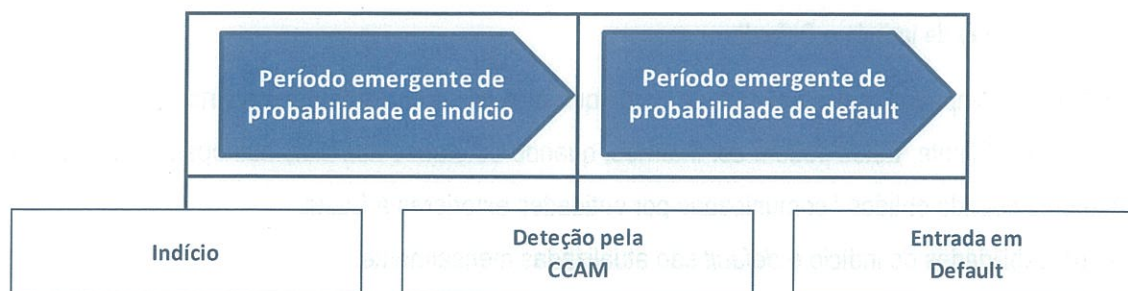 Período emergente de
probabilidade de indício
Período emergente de
probabilidade de default
Indício
Deteção pela
CCAM
Entrada em
Default